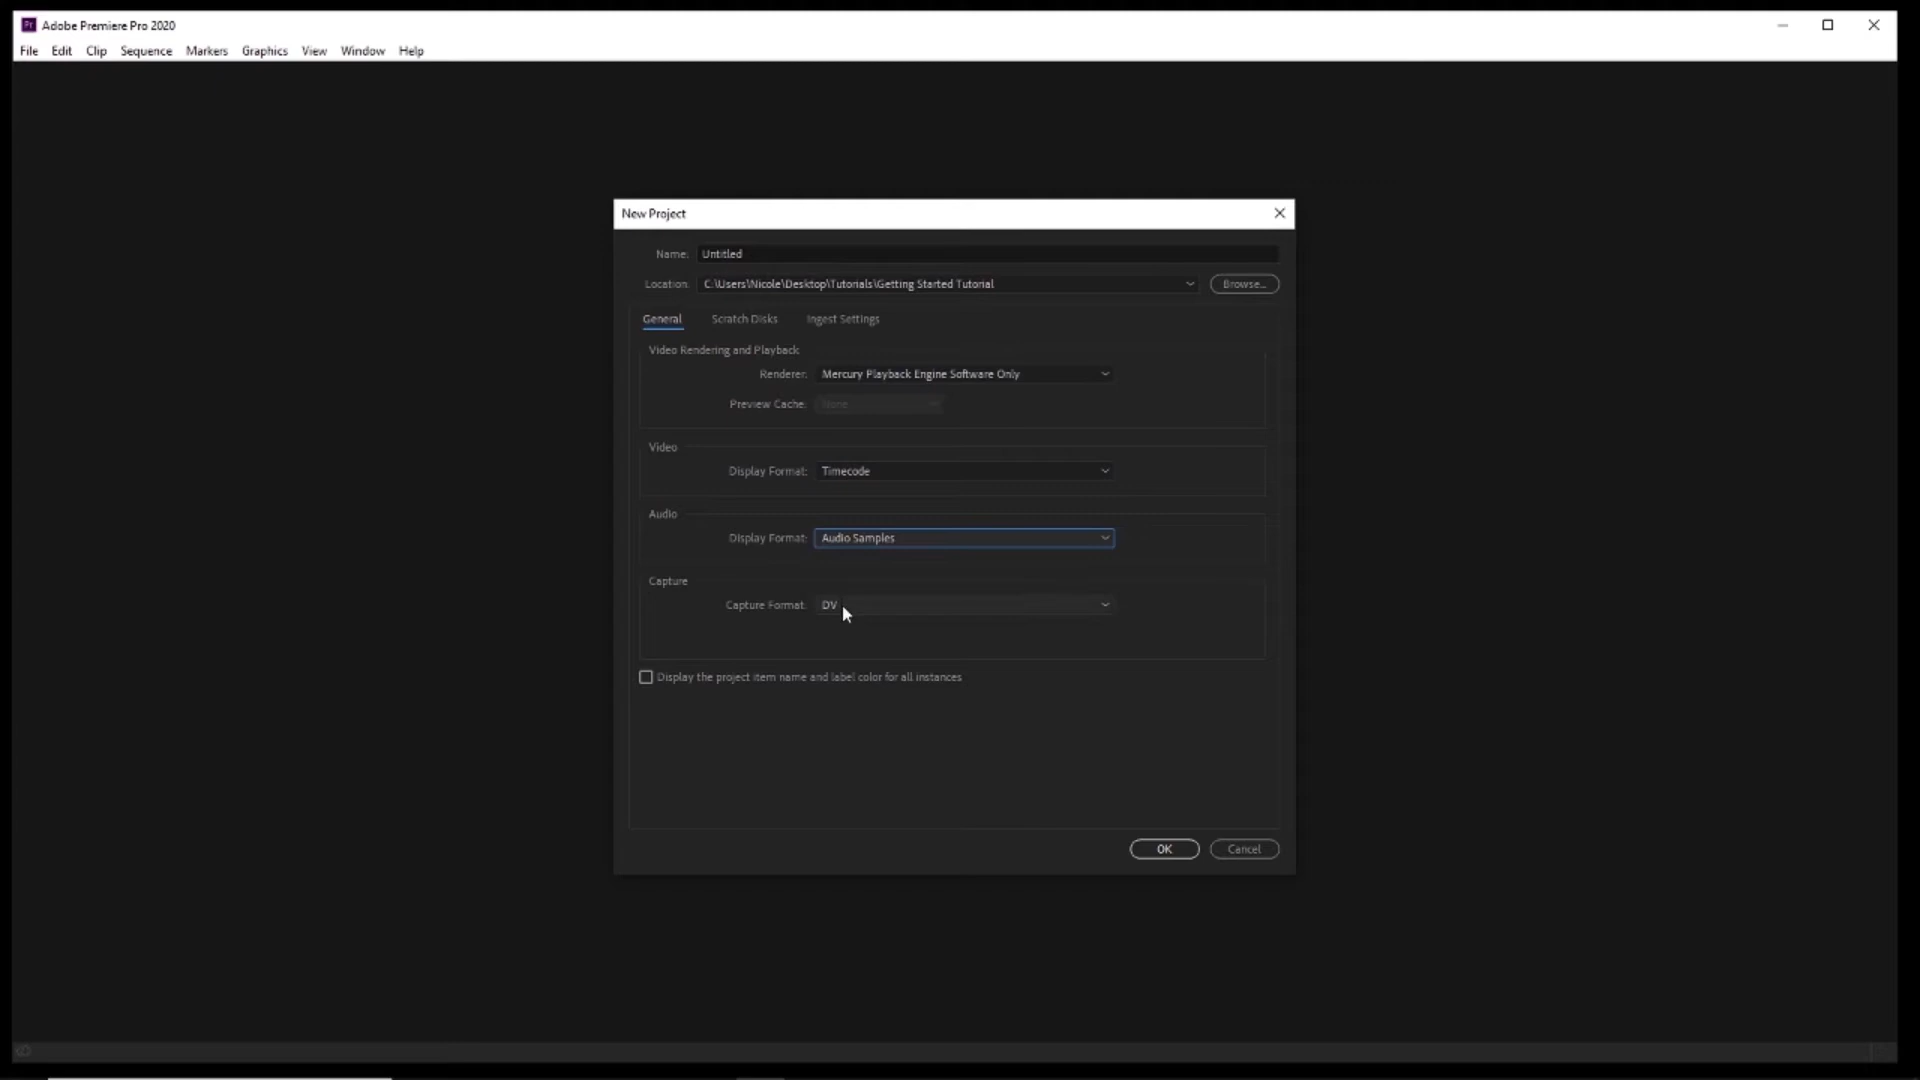 Pr Adobe Premiere Pro 2020
File Edit Clip Sequence Markers Graphics View Window Help
New Project
Name: Untitled
Location: C:\Users\Nicole\Desktop\Tutorials\Getting Started Tutorial Browse...
General Scratch Disks Ingest Settings
Video Rendering and Playback
Renderer: Mercury Playback Engine Software Only
Preview Cache: None
Video
Display Format: Timecode
Audio
Display Format: Audio Samples
Capture
Capture Format: DV
Display the project item name and label color for all instances
OK Cancel